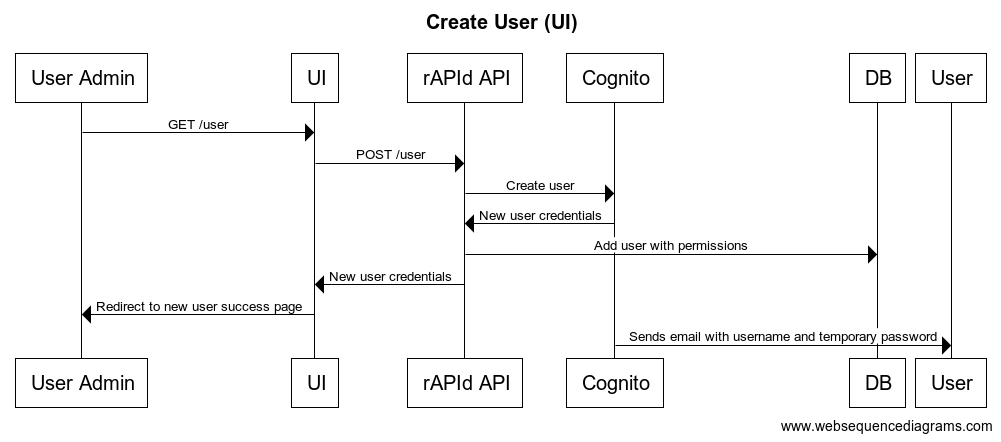 Create User (UI)
User Admin
UI
rAPId API
Cognito
DB
User
GET /user
POST /user
Create user
New user credentials
Add user with permissions
New user credentials
Redirect to new user success page
Sends email with username and temporary password
User Admin
UI
rAPId API
Cognito
DB
User
www.websequencediagrams.com